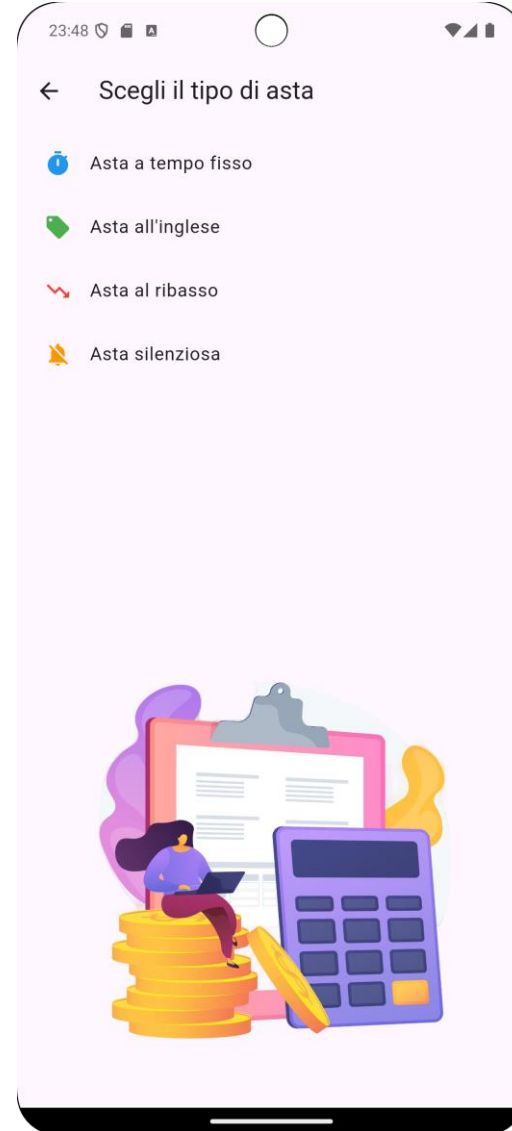 23:48
Scegli il tipo di asta
Asta a tempo fisso
Asta all'inglese
Asta al ribasso
Asta silenziosa